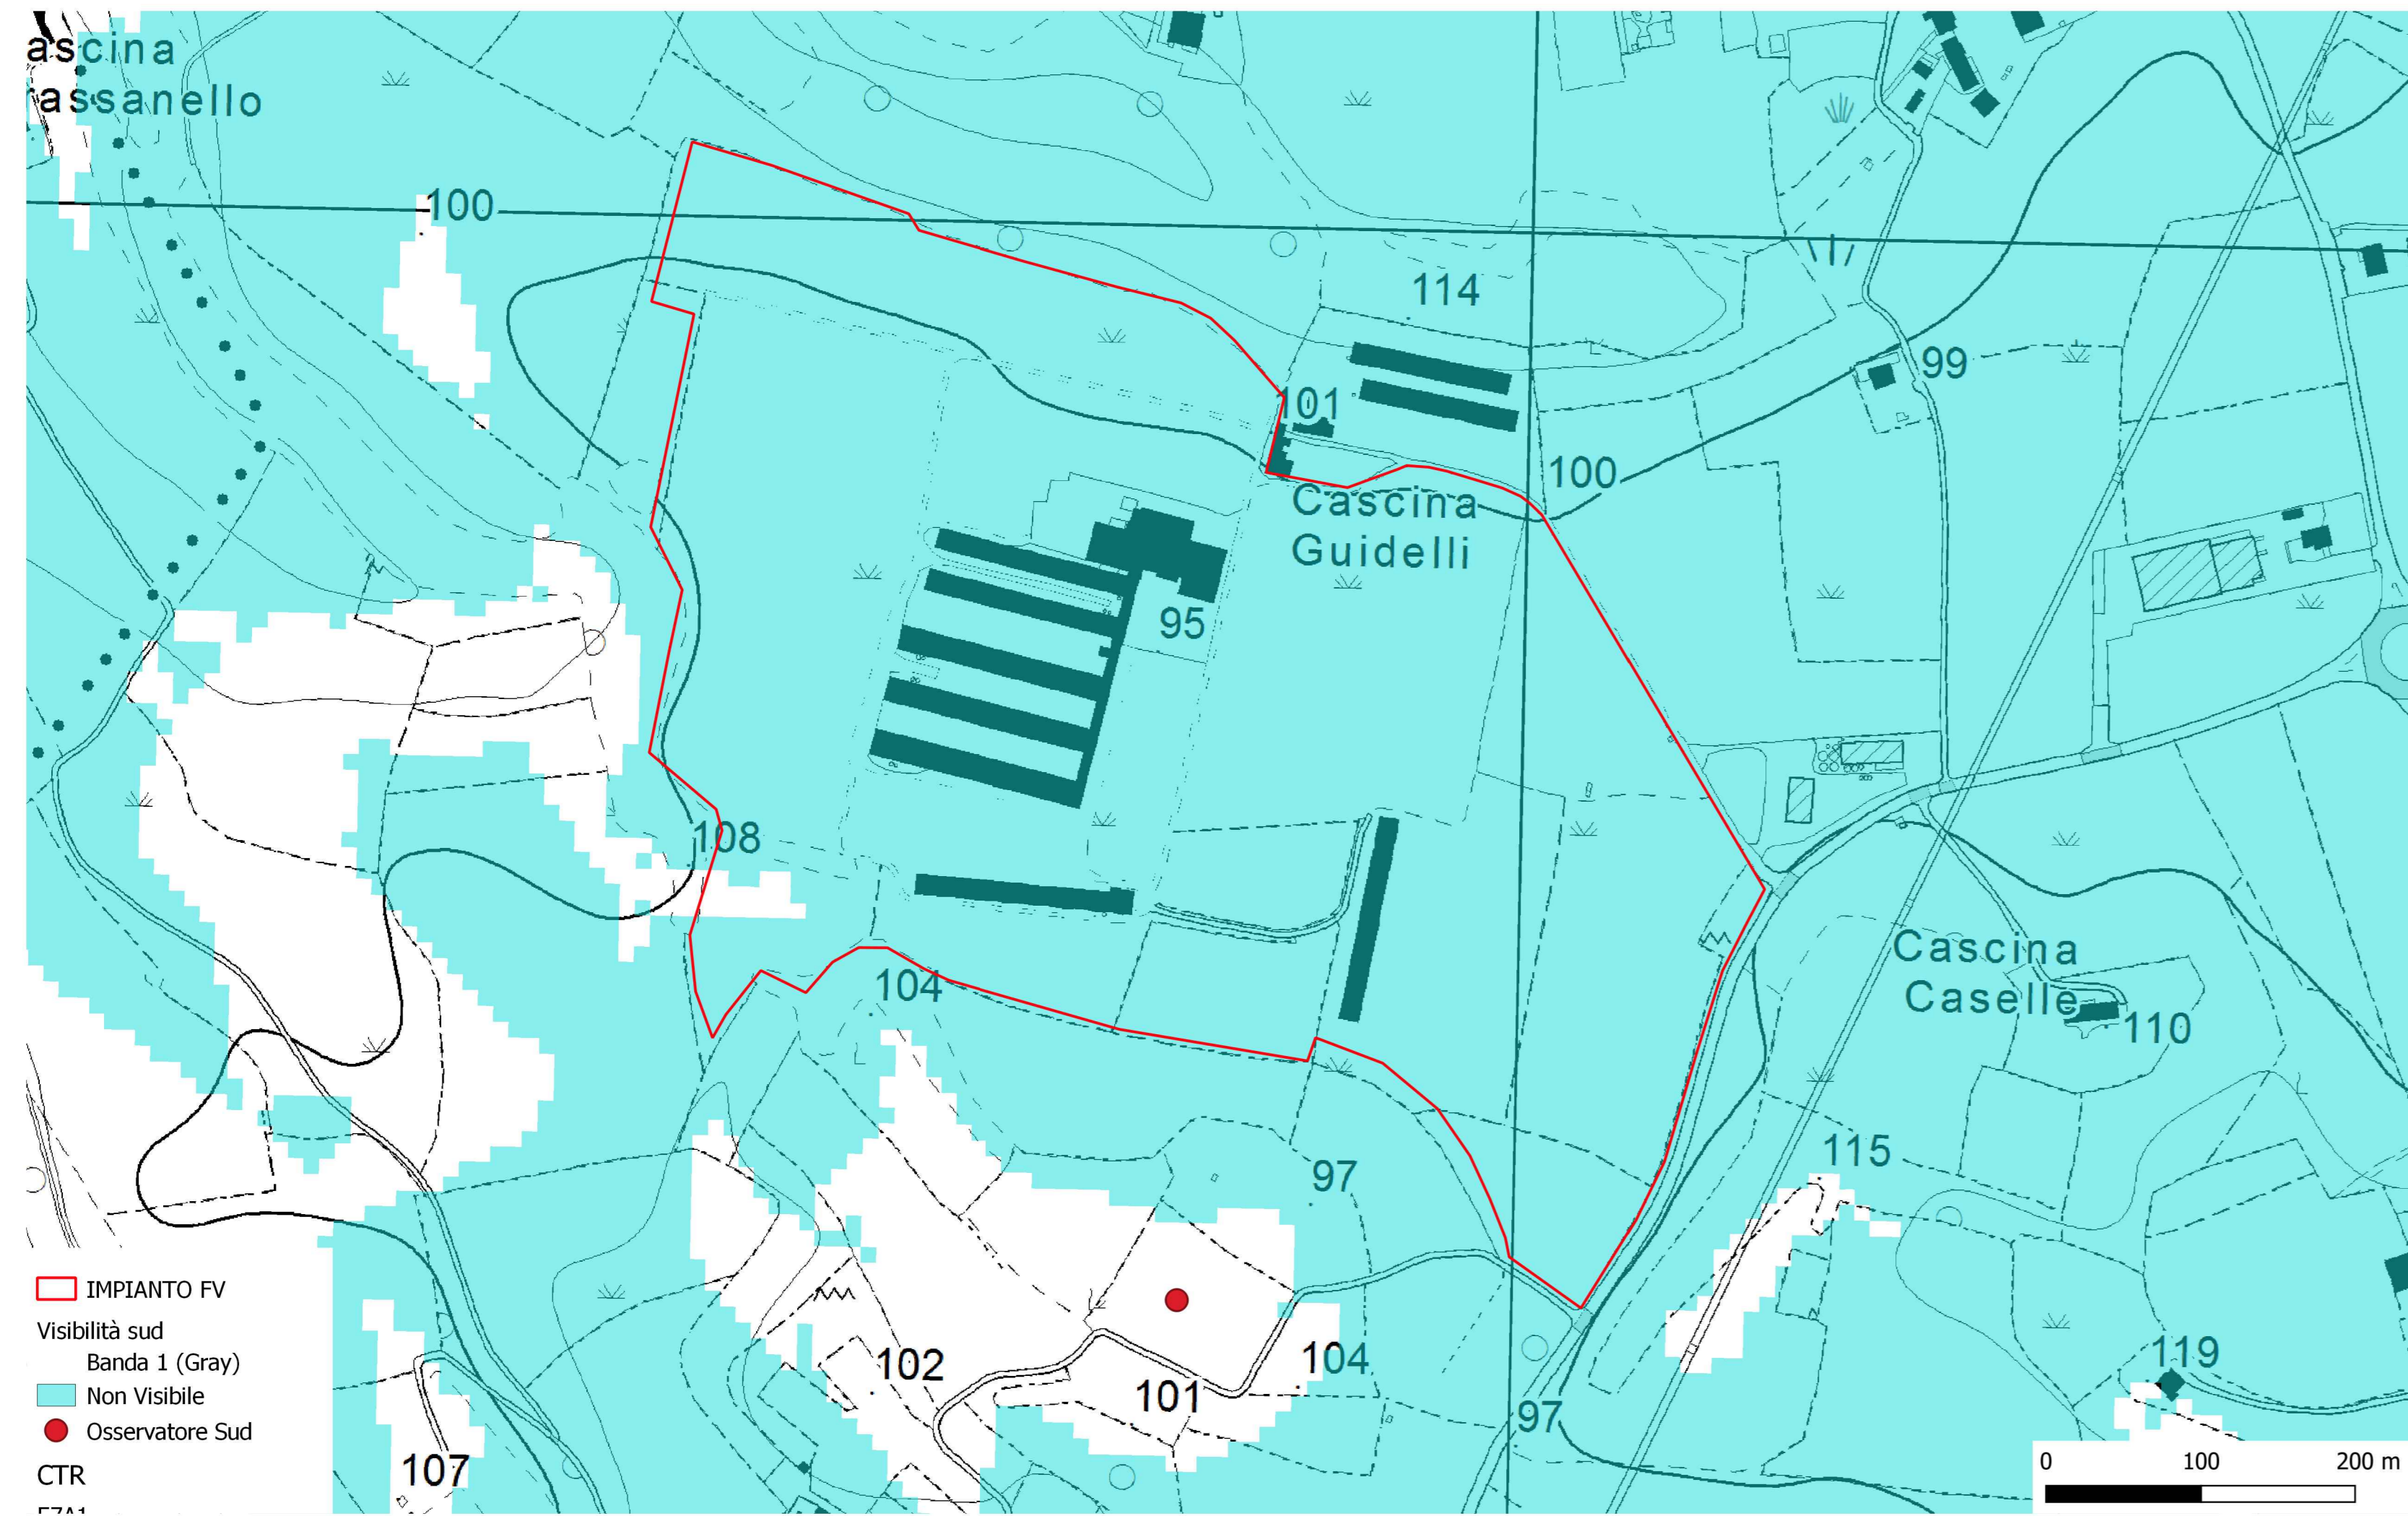 ascina
assanello
100
114
99
101
100
Cascina
Guidelli
95
108
Cascina
Caselle
104
110
115
97
119
102
104
101
97
107
IMPIANTO FV
Visibilità sud
Banda 1 (Gray)
Non Visibile
Osservatore Sud
CTR
0 100 200 m